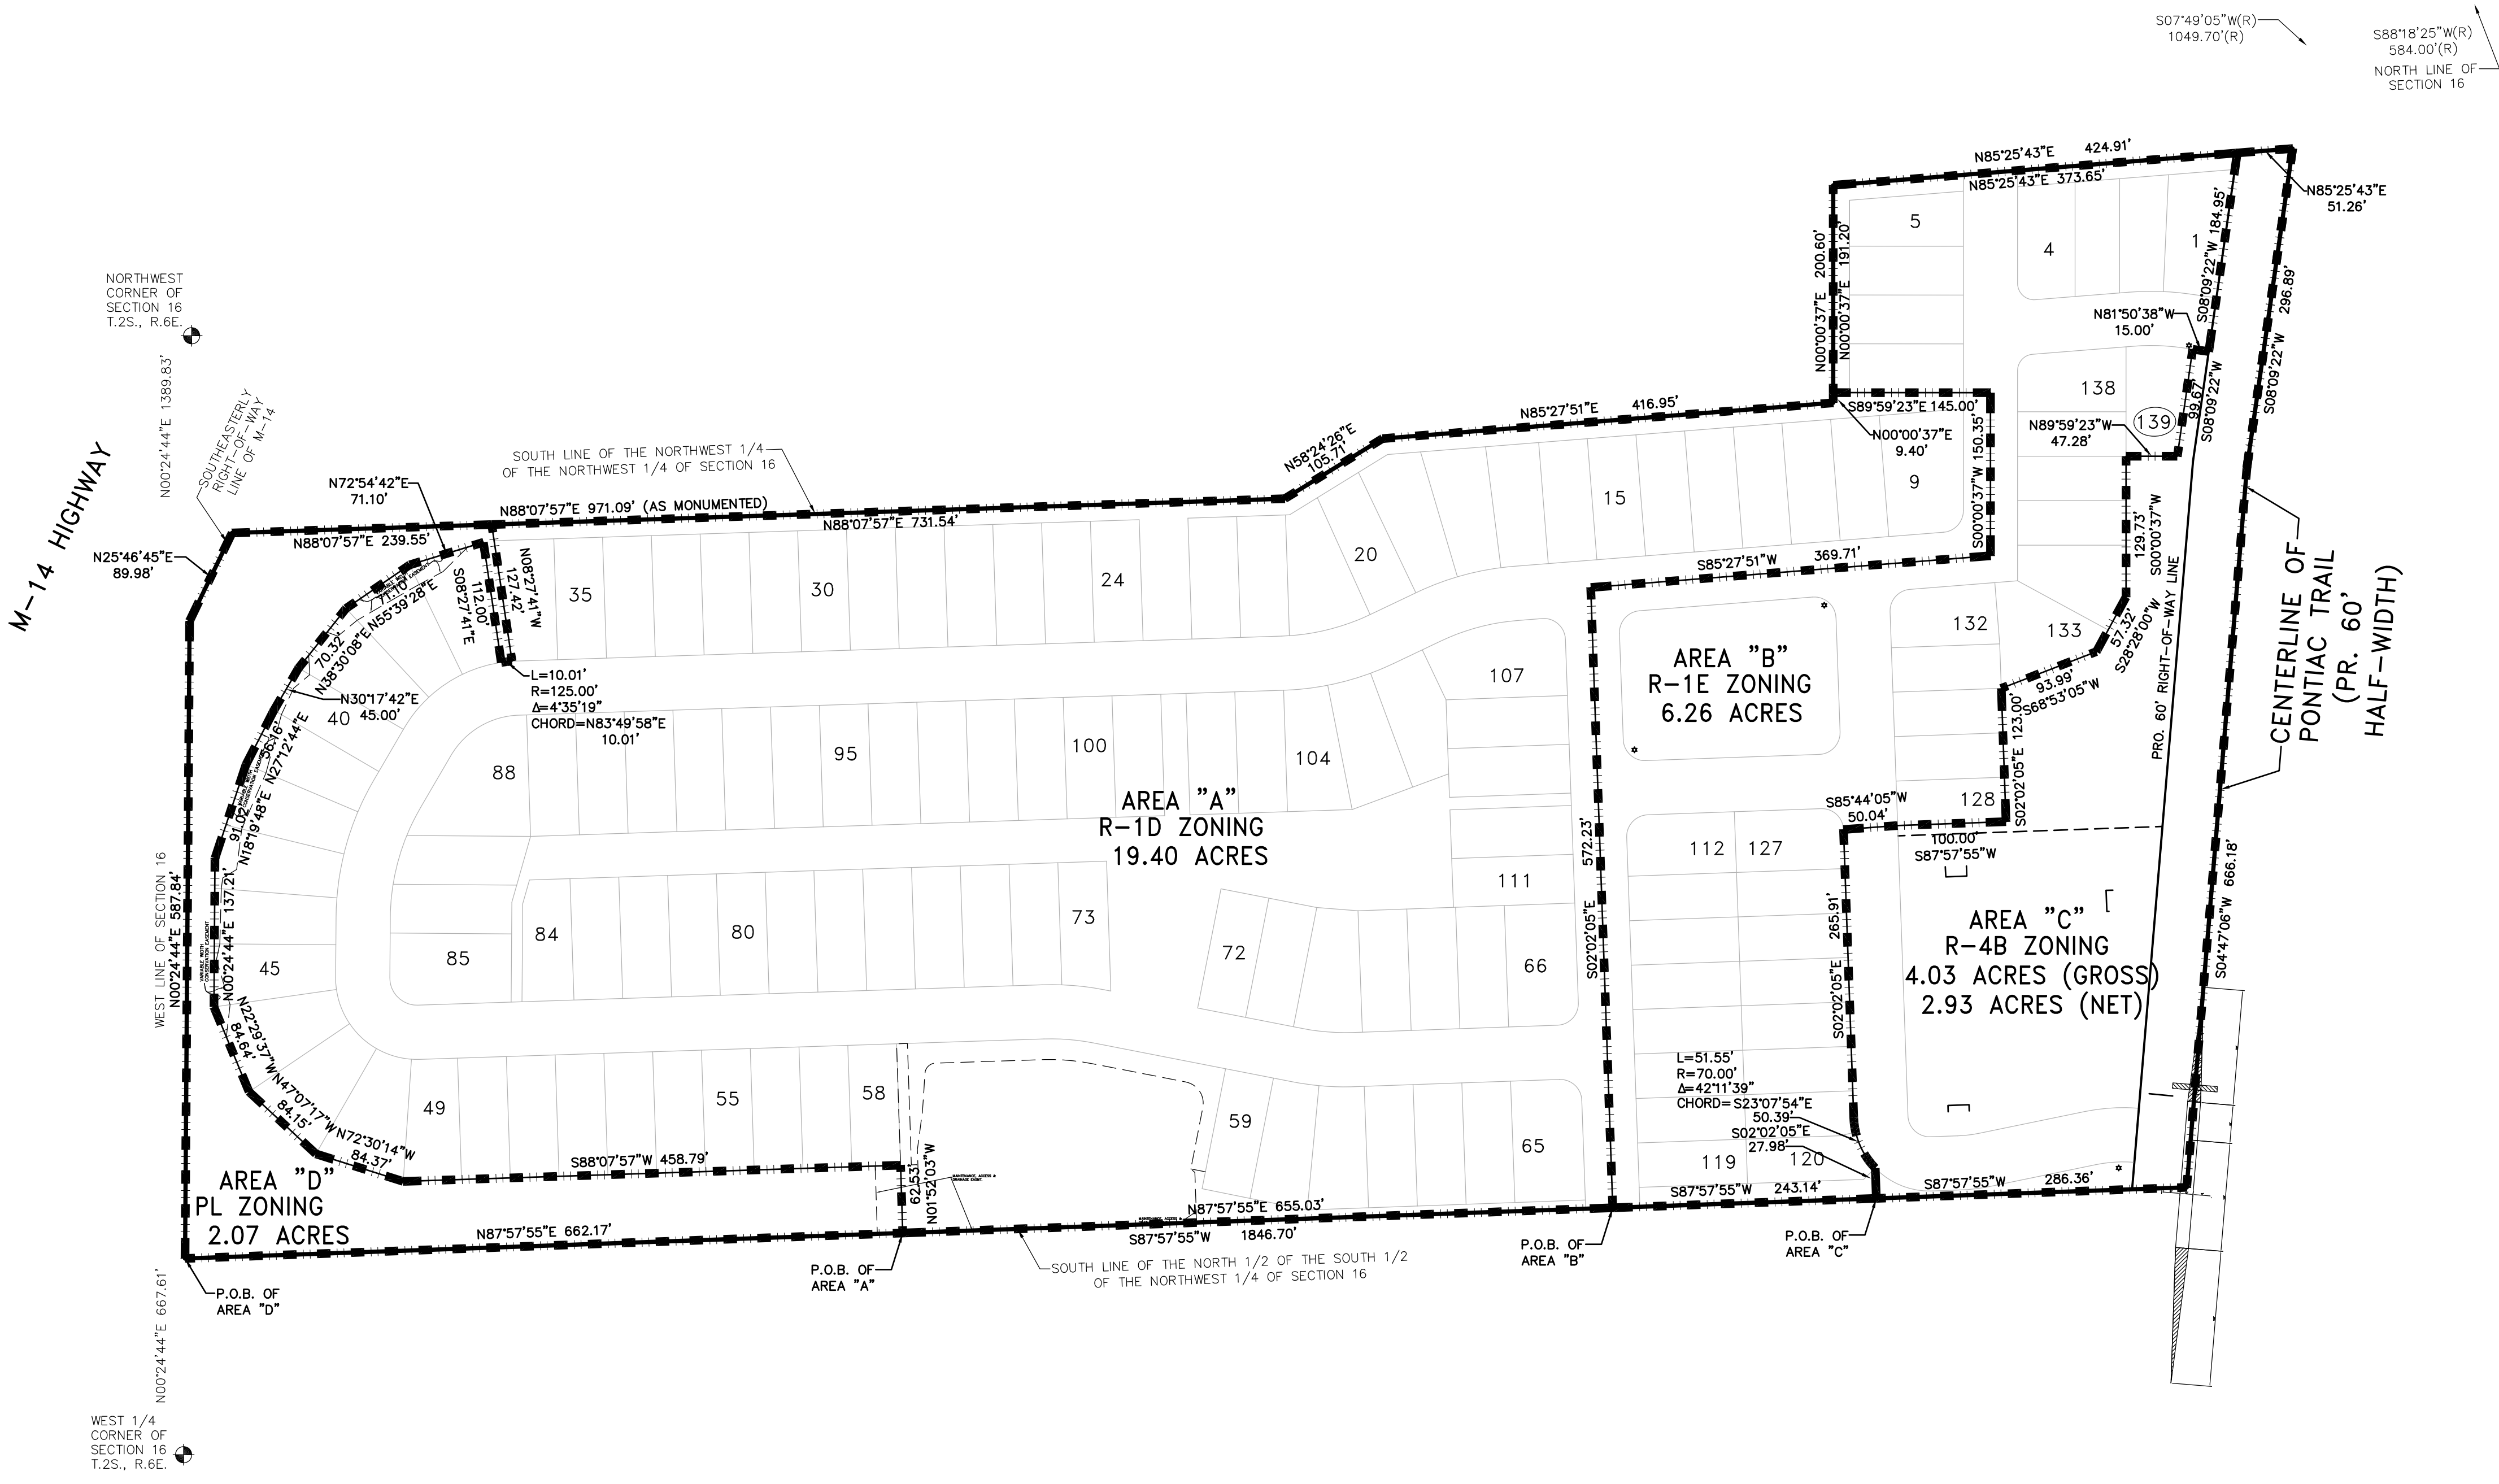 S07°49'05"W(R)
1049.70'(R)
S88°18'25"W(R)
584.00'(R)
NORTH LINE OF
SECTION 16
N85°25'43"E 424.91'
N85°25'43"E 373.65'
N85°25'43"E
51.26'
S08°09'22"W 184.95'
S08°09'22"W 296.89'
N00°00'37"E 200.60'
N00°00'37"E 191.20'
5
4
1
N81°50'38"W
15.00'
138
139
99.67'
S08°09'22"W
N89°59'23"W
47.28'
NORTHWEST
CORNER OF
SECTION 16
T.2S., R.6E.
N00°24'44"E 1389.83'
SOUTHEASTERLY
RIGHT-OF-WAY
LINE OF M-14
M-14 HIGHWAY
N25°46'45"E
89.98'
N72°54'42"E
71.10'
SOUTH LINE OF THE NORTHWEST 1/4
OF THE NORTHWEST 1/4 OF SECTION 16
N88°07'57"E 971.09' (AS MONUMENTED)
N88°07'57"E 239.55'
N88°07'57"E 731.54'
N58°24'26"E
105.71'
N85°27'51"E 416.95'
S89°59'23"E 145.00'
N00°00'37"E
9.40'
S00°00'37"W 150.35'
9
15
20
24
30
35
S85°27'51"W 369.71'
129.73'
S00°00'37"W
PRO. 60' RIGHT-OF-WAY LINE
CENTERLINE OF
PONTIAC TRAIL
(PR. 60'
HALF-WIDTH)
N08°27'41"W
127.42'
S08°27'41"E
112.00'
71.10'
N55°39'28"E
70.32'
N38°30'08"E
N30°17'42"E
45.00'
40
56.16'
N27°12'44"E
91.02'
N18°19'48"E
VARIABLE WIDTH
CONSERVATION EASEMENT
L=10.01'
R=125.00'
Δ=4°35'19"
CHORD=N83°49'58"E
10.01'
88
95
100
104
107
AREA "A"
R-1D ZONING
19.40 ACRES
AREA "B"
R-1E ZONING
6.26 ACRES
132
133
57.32'
S28°28'00"W
93.99'
S68°53'05"W
S02°02'05"E 123.00'
128
S85°44'05"W
50.04'
100.00'
S87°57'55"W
572.23'
S02°02'05"E
112
127
111
265.91'
S02°02'05"E
AREA "C"
R-4B ZONING
4.03 ACRES (GROSS)
2.93 ACRES (NET)
S04°47'06"W 666.18'
WEST LINE OF SECTION 16
N00°24'44"E 587.84'
N00°24'44"E 137.21'
VARIABLE WIDTH
CONSERVATION EASEMENT
45
85
84
80
73
72
66
N22°29'37"W
84.64'
N47°07'17"W
84.15'
N72°30'14"W
84.37'
49
55
58
59
65
L=51.55'
R=70.00'
Δ=42°11'39"
CHORD=S23°07'54"E
50.39'
S02°02'05"E
27.98'
119
120
S88°07'57"W 458.79'
62.53'
N01°52'03"W
MAINTENANCE, ACCESS &
DRAINAGE EASMT.
AREA "D"
PL ZONING
2.07 ACRES
N87°57'55"E 662.17'
N87°57'55"E 655.03'
S87°57'55"W 1846.70'
S87°57'55"W 243.14'
S87°57'55"W 286.36'
P.O.B. OF
AREA "D"
P.O.B. OF
AREA "A"
P.O.B. OF
AREA "B"
P.O.B. OF
AREA "C"
SOUTH LINE OF THE NORTH 1/2 OF THE SOUTH 1/2
OF THE NORTHWEST 1/4 OF SECTION 16
N00°24'44"E 667.61'
WEST 1/4
CORNER OF
SECTION 16
T.2S., R.6E.